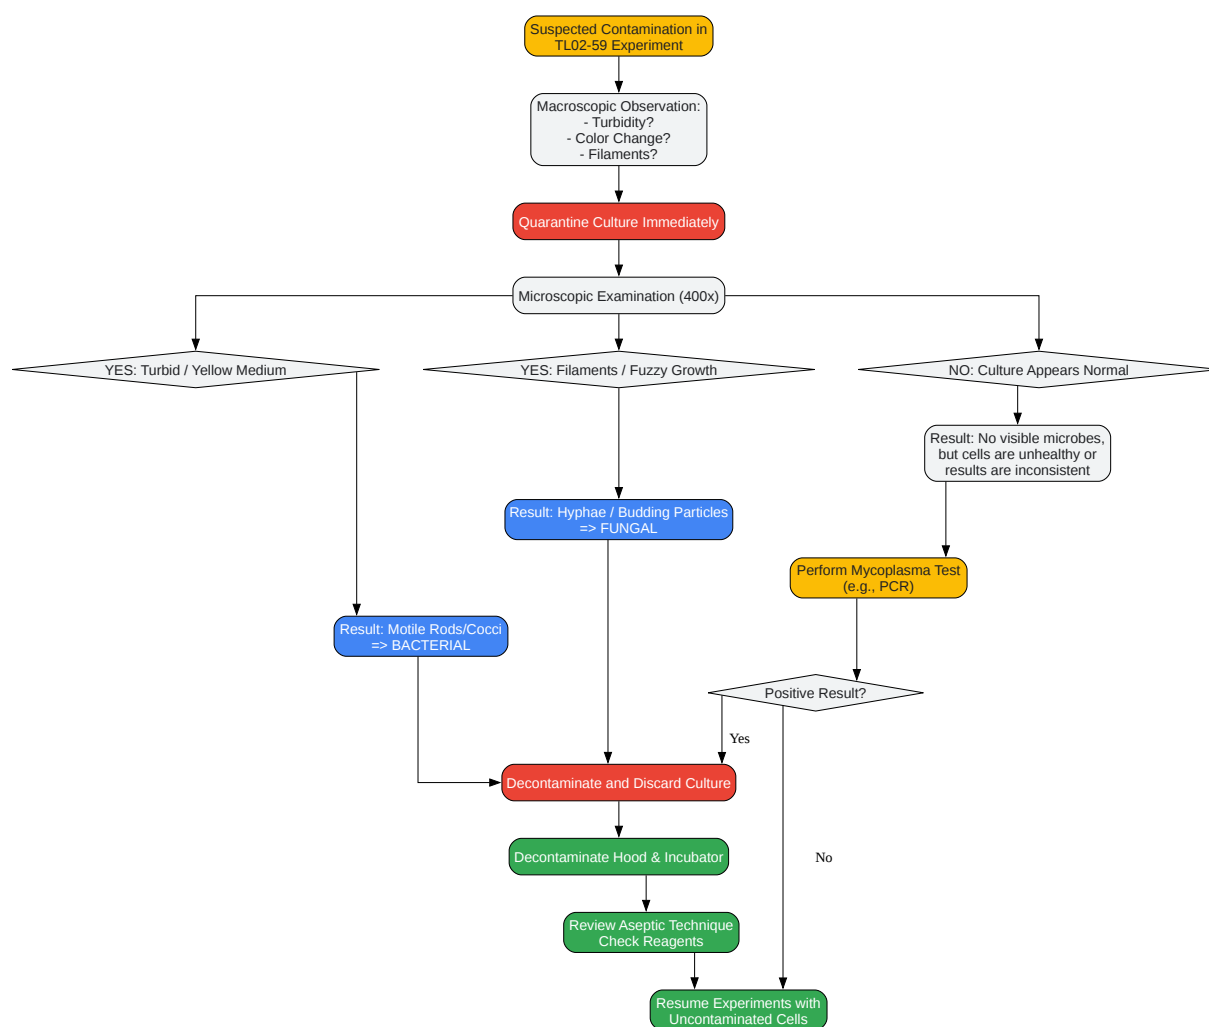 Suspected Contamination in
TL02-59 Experiment
Macroscopic Observation:
- Turbidity?
- Color Change?
- Filaments?
Quarantine Culture Immediately
Microscopic Examination (400x)
YES: Turbid / Yellow Medium
YES: Filaments / Fuzzy Growth
NO: Culture Appears Normal
Result: No visible microbes,
but cells are unhealthy or
results are inconsistent
Result: Hyphae / Budding Particles
=> FUNGAL
Perform Mycoplasma Test
(e.g., PCR)
Result: Motile Rods/Cocci
=> BACTERIAL
Positive Result?
Yes
Decontaminate and Discard Culture
Decontaminate Hood & Incubator
No
Review Aseptic Technique
Check Reagents
Resume Experiments with
Uncontaminated Cells